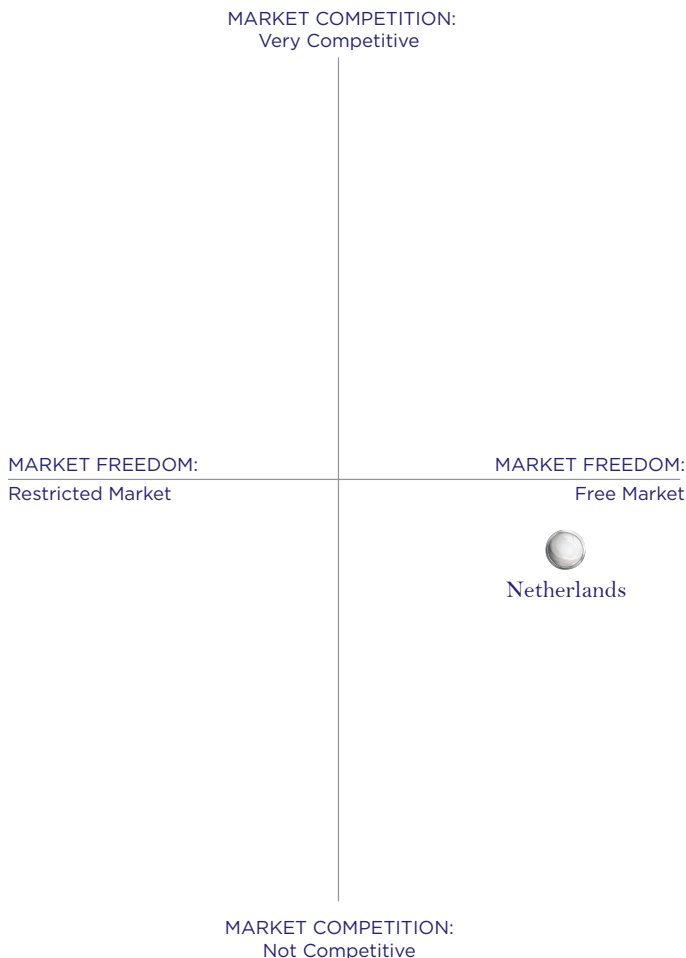 MARKET COMPETITION:
Very Competitive
MARKET FREEDOM:
Restricted Market
MARKET FREEDOM:
Free Market
Netherlands
MARKET COMPETITION:
Not Competitive